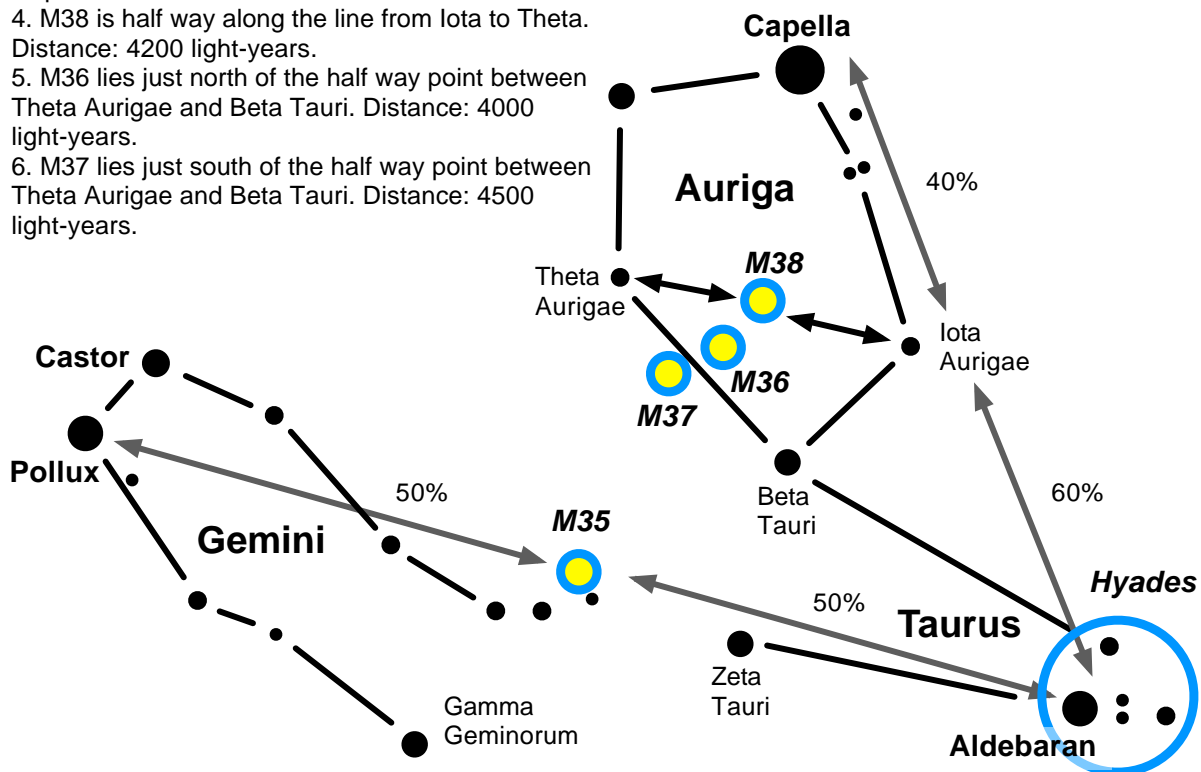 4. M38 is half way along the line from Iota to Theta.
Distance: 4200 light-years.
5. M36 lies just north of the half way point between
Theta Aurigae and Beta Tauri. Distance: 4000
light-years.
6. M37 lies just south of the half way point between
Theta Aurigae and Beta Tauri. Distance: 4500
light-years.
Capella
Auriga
40%
M38
Theta
Aurigae
Iota
Aurigae
M36
M37
Castor
Pollux
50%
Gemini
M35
Beta
Tauri
60%
Hyades
50%
Taurus
Zeta
Tauri
Gamma
Geminorum
Aldebaran